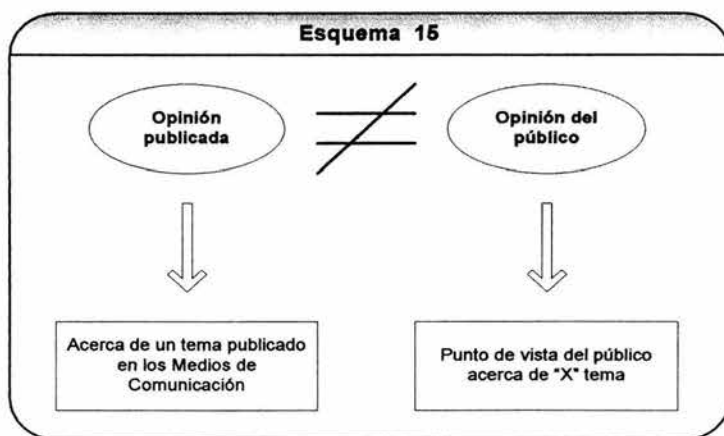 Esquema 15
Opinión
publicada
Opinión del
público
Acerca de un tema publicado
en los Medios de
Comunicación
Punto de vista del público
acerca de "X" tema